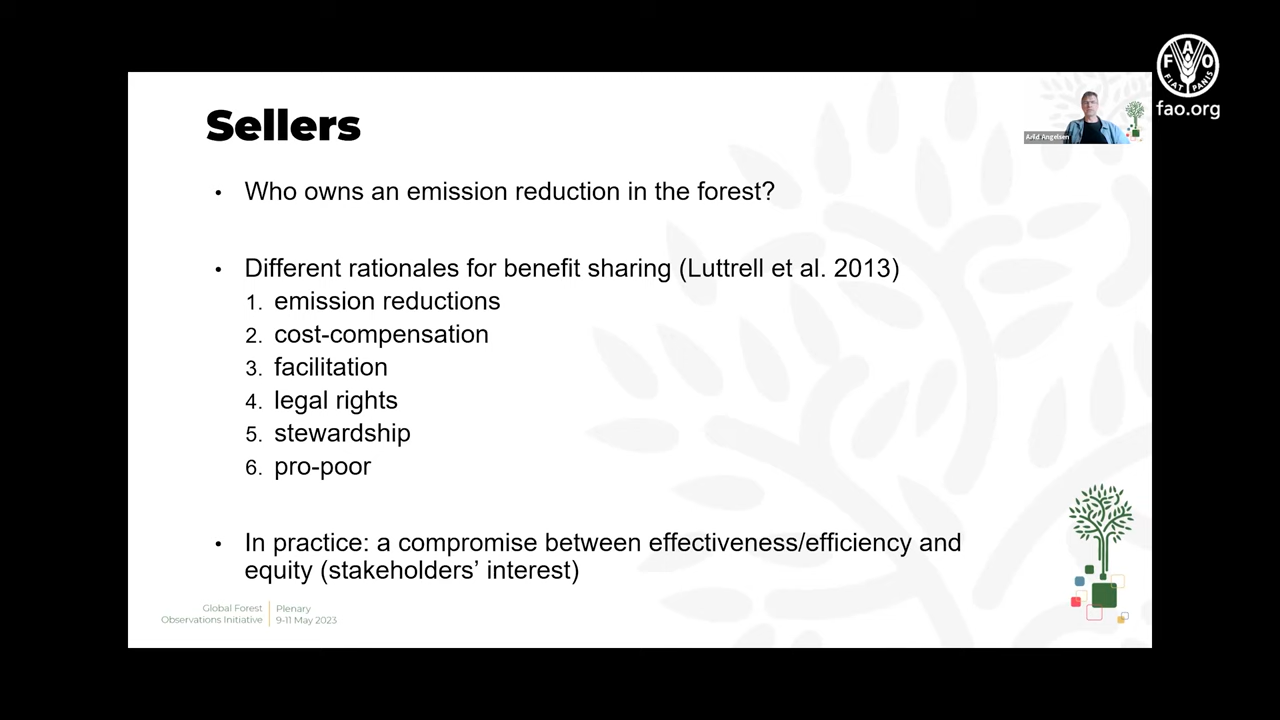 FAO
FIAT PANIS
fao.org
Sellers
Arild Angelsen
• Who owns an emission reduction in the forest?
• Different rationales for benefit sharing (Luttrell et al. 2013)
1. emission reductions
2. cost-compensation
3. facilitation
4. legal rights
5. stewardship
6. pro-poor
• In practice: a compromise between effectiveness/efficiency and
equity (stakeholders’ interest)
Global Forest
Observations Initiative
Plenary
9-11 May 2023